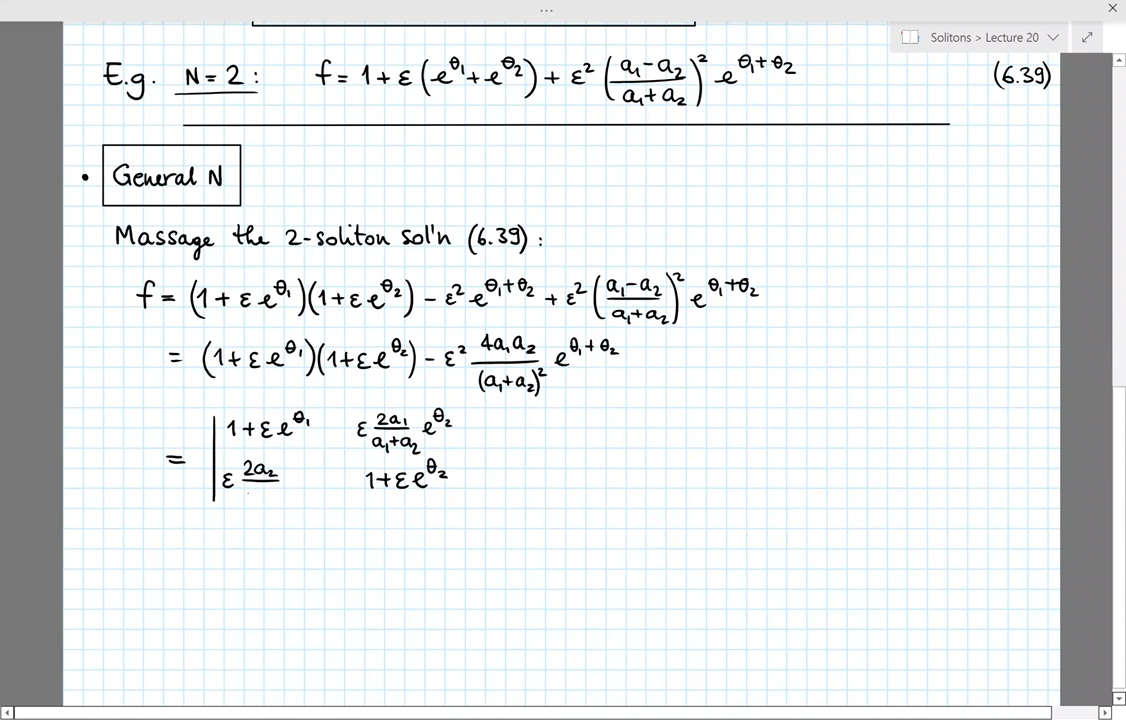 Solitons > Lecture 20
E.g. N = 2 : f = 1 + ε (e^θ₁ + e^θ₂) + ε² ((a₁ - a₂)/(a₁ + a₂))² e^(θ₁ + θ₂) (6.39)
• General N
Massage the 2-soliton sol'n (6.39) :
f = (1 + ε e^θ₁)(1 + ε e^θ₂) - ε² e^(θ₁ + θ₂) + ε² ((a₁ - a₂)/(a₁ + a₂))² e^(θ₁ + θ₂)
= (1 + ε e^θ₁)(1 + ε e^θ₂) - ε² (4a₁a₂)/(a₁ + a₂)² e^(θ₁ + θ₂)
= | 1 + ε e^θ₁ ε (2a₁)/(a₁ + a₂) e^θ₂
ε 2a₂ 1 + ε e^θ₂